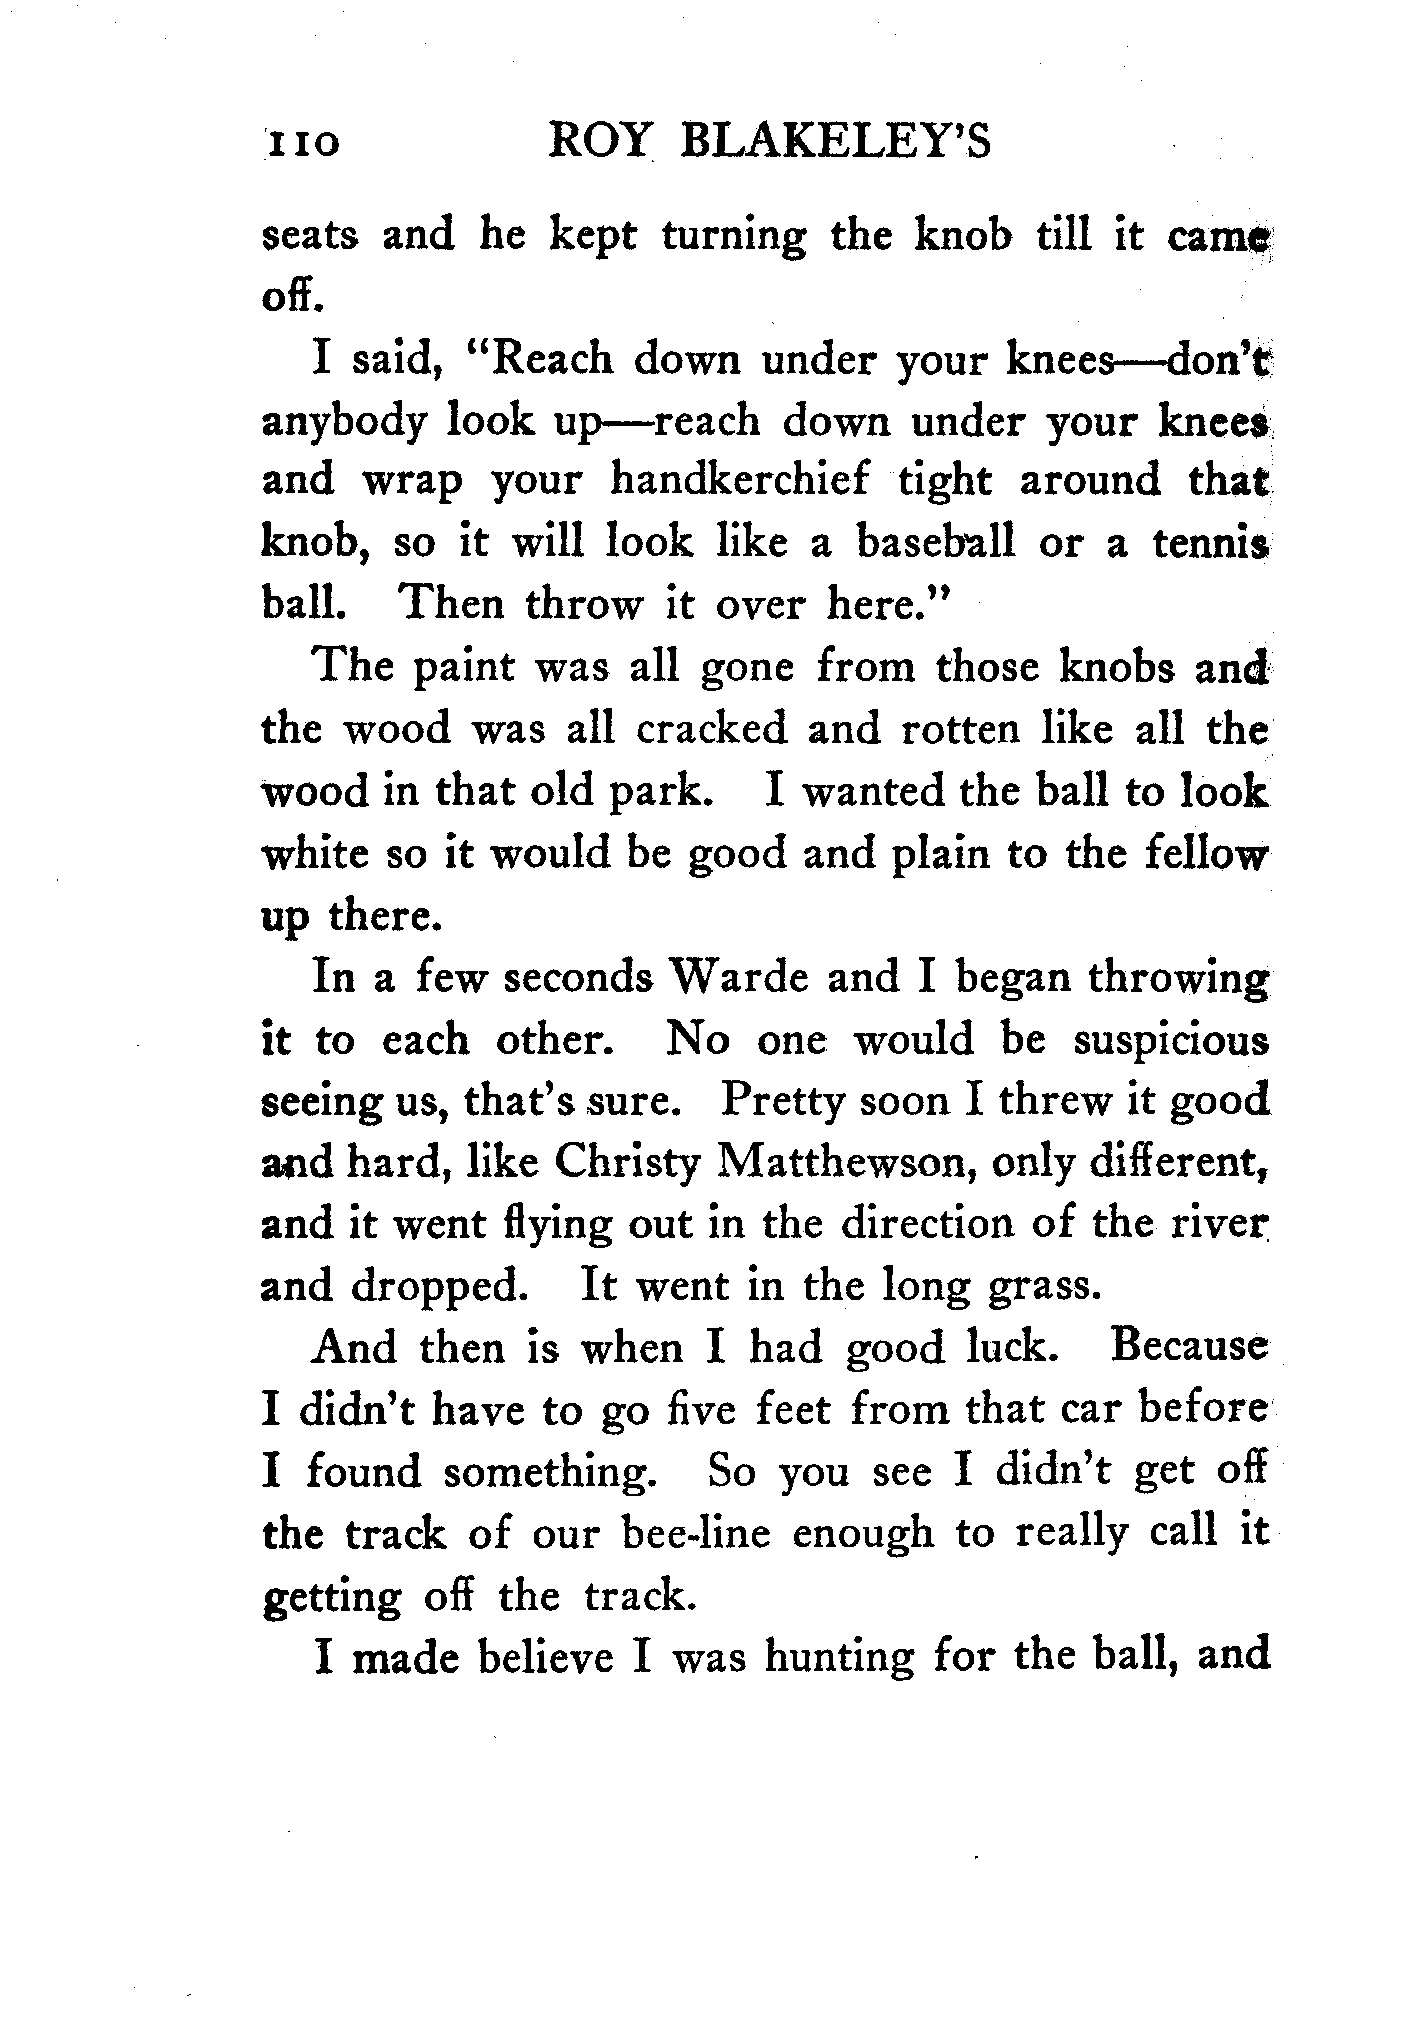 110 ROY BLAKELEY'S
seats and he kept turning the knob till it came
off.
I said, "Reach down under your knees—don't
anybody look up—reach down under your knees
and wrap your handkerchief tight around that
knob, so it will look like a baseball or a tennis
ball. Then throw it over here."
The paint was all gone from those knobs and
the wood was all cracked and rotten like all the
wood in that old park. I wanted the ball to look
white so it would be good and plain to the fellow
up there.
In a few seconds Warde and I began throwing
it to each other. No one would be suspicious
seeing us, that's sure. Pretty soon I threw it good
and hard, like Christy Matthewson, only different,
and it went flying out in the direction of the river
and dropped. It went in the long grass.
And then is when I had good luck. Because
I didn't have to go five feet from that car before
I found something. So you see I didn't get off
the track of our bee-line enough to really call it
getting off the track.
I made believe I was hunting for the ball, and